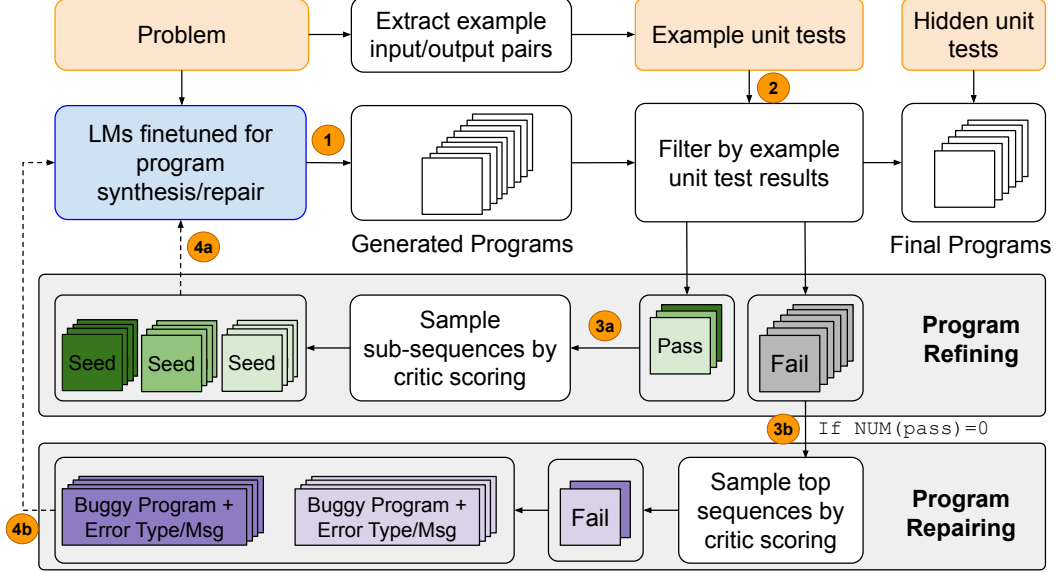 Problem
Extract example
input/output pairs
Example unit tests
Hidden unit
tests
2
LMs finetuned for
program
synthesis/repair
1
Filter by example
unit test results
Generated Programs
Final Programs
4a
Seed
Seed
Seed
Sample
sub-sequences by
critic scoring
3a
Pass
Fail
Program
Refining
3b
If NUM(pass)=0
Buggy Program +
Error Type/Msg
Buggy Program +
Error Type/Msg
Fail
Sample top
sequences by
critic scoring
Program
Repairing
4b